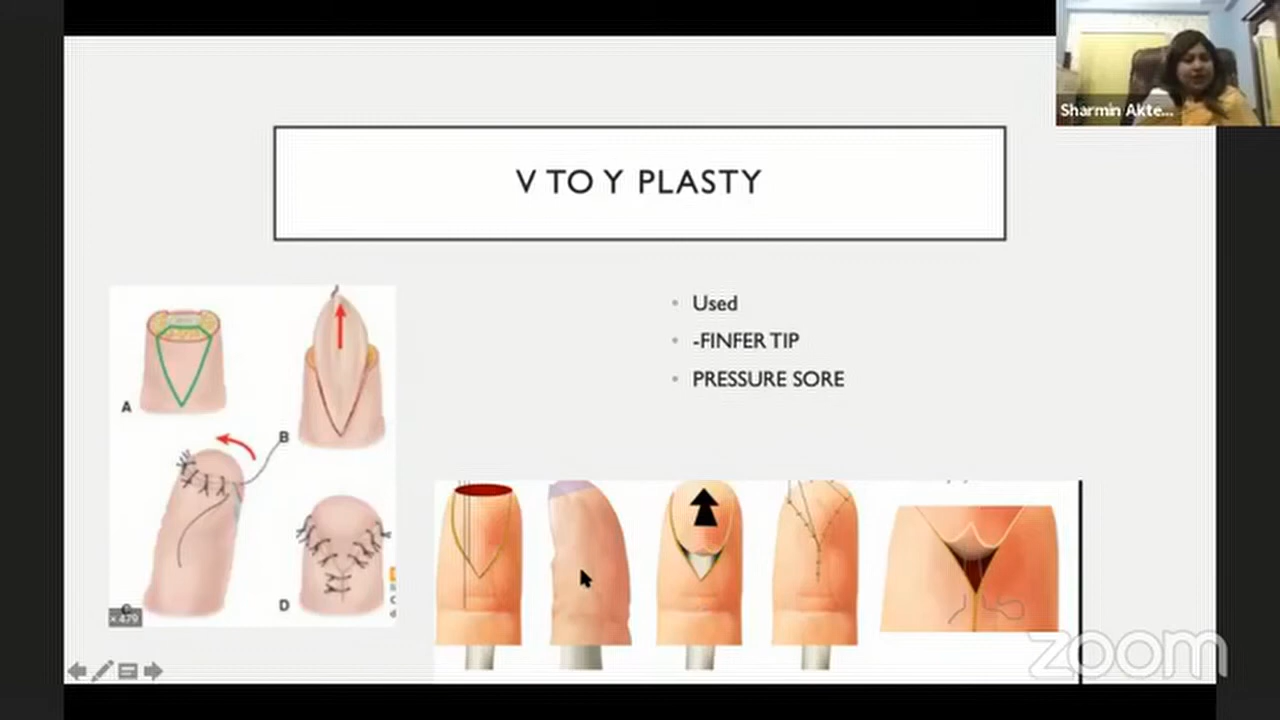 Sharmin Akte...
V TO Y PLASTY
• Used
• -FINFER TIP
• PRESSURE SORE
A
B
C
D
zoom